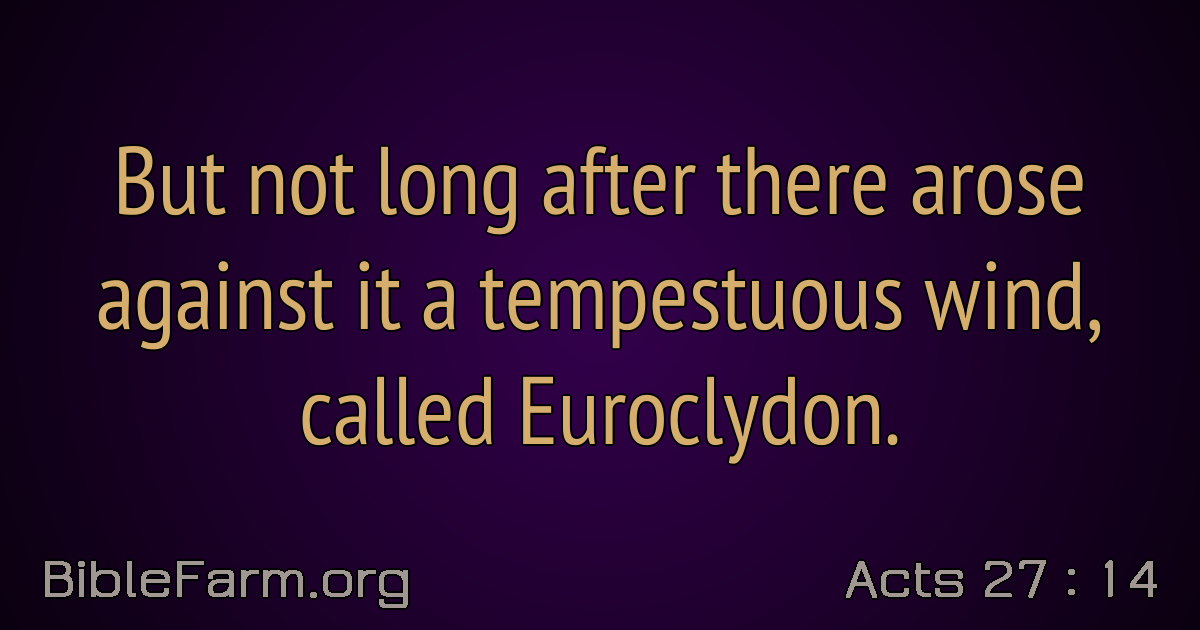 But not long after there arose
against it a tempestuous wind,
called Euroclydon.
BibleFarm.org
Acts 27 : 14